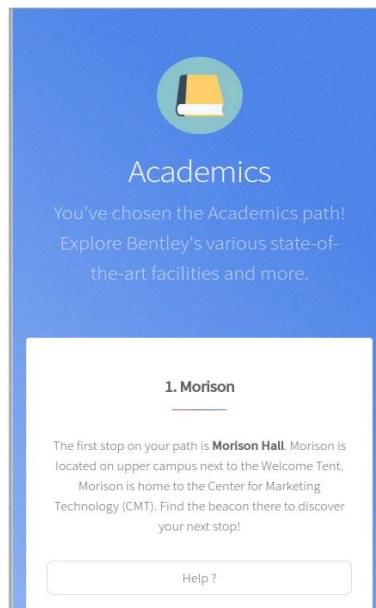 Academics
You've chosen the Academics path!
Explore Bentley's various state-of-
the-art facilities and more.
1. Morison
The first stop on your path is Morison Hall. Morison is
located on upper campus next to the Welcome Tent.
Morison is home to the Center for Marketing
Technology (CMT). Find the beacon there to discover
your next stop!
Help ?